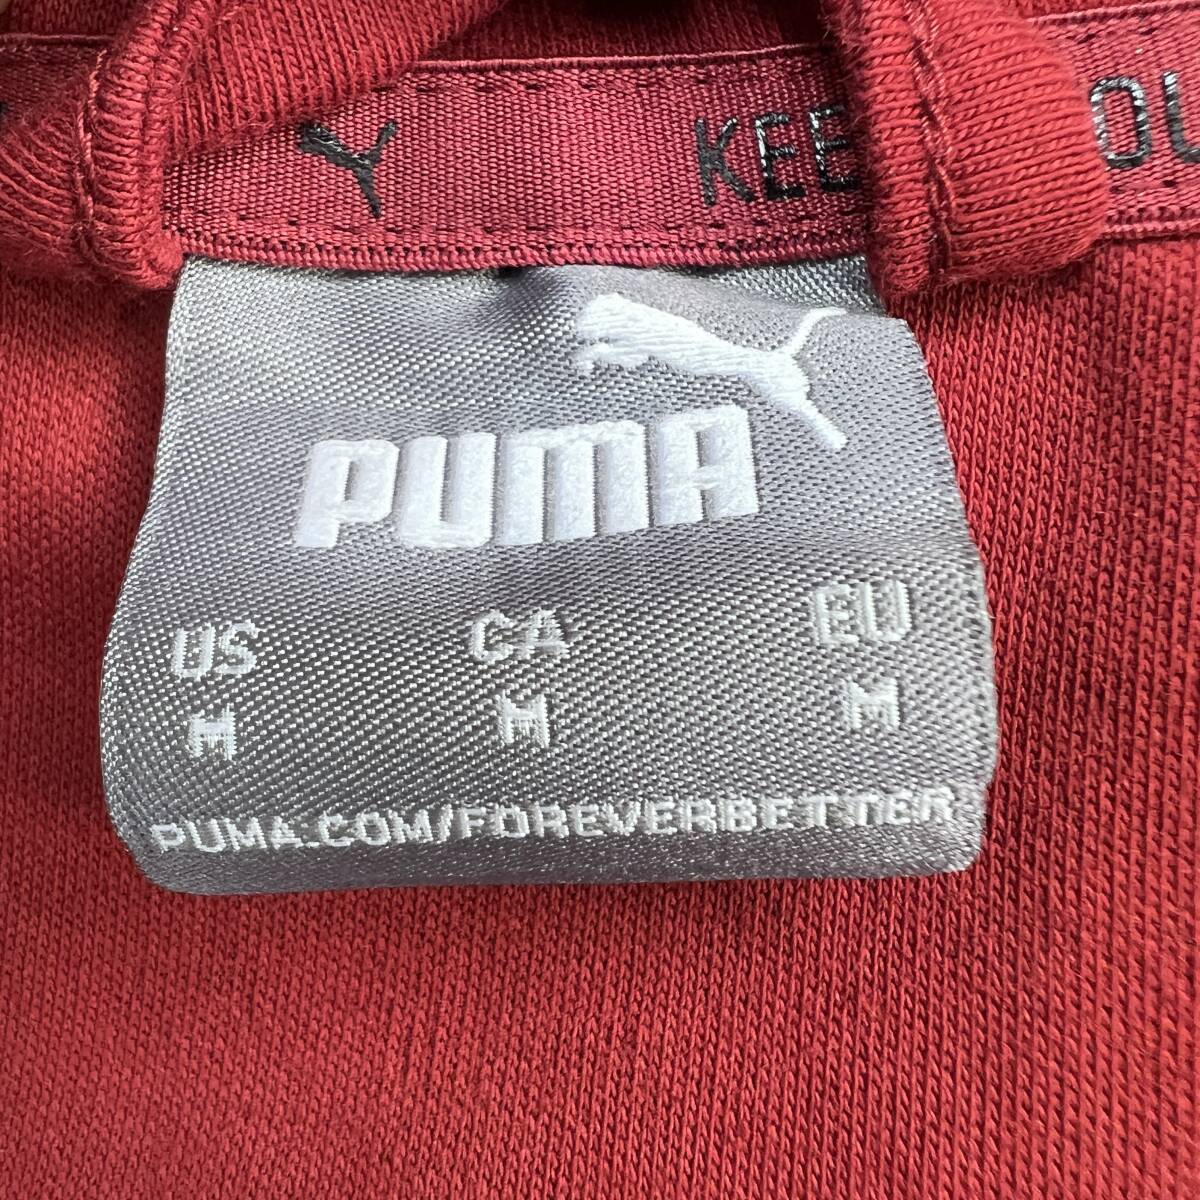 Y KEE OU
PUMA
US CA EU
M M M
PUMA.COM/FOREVERBETTER